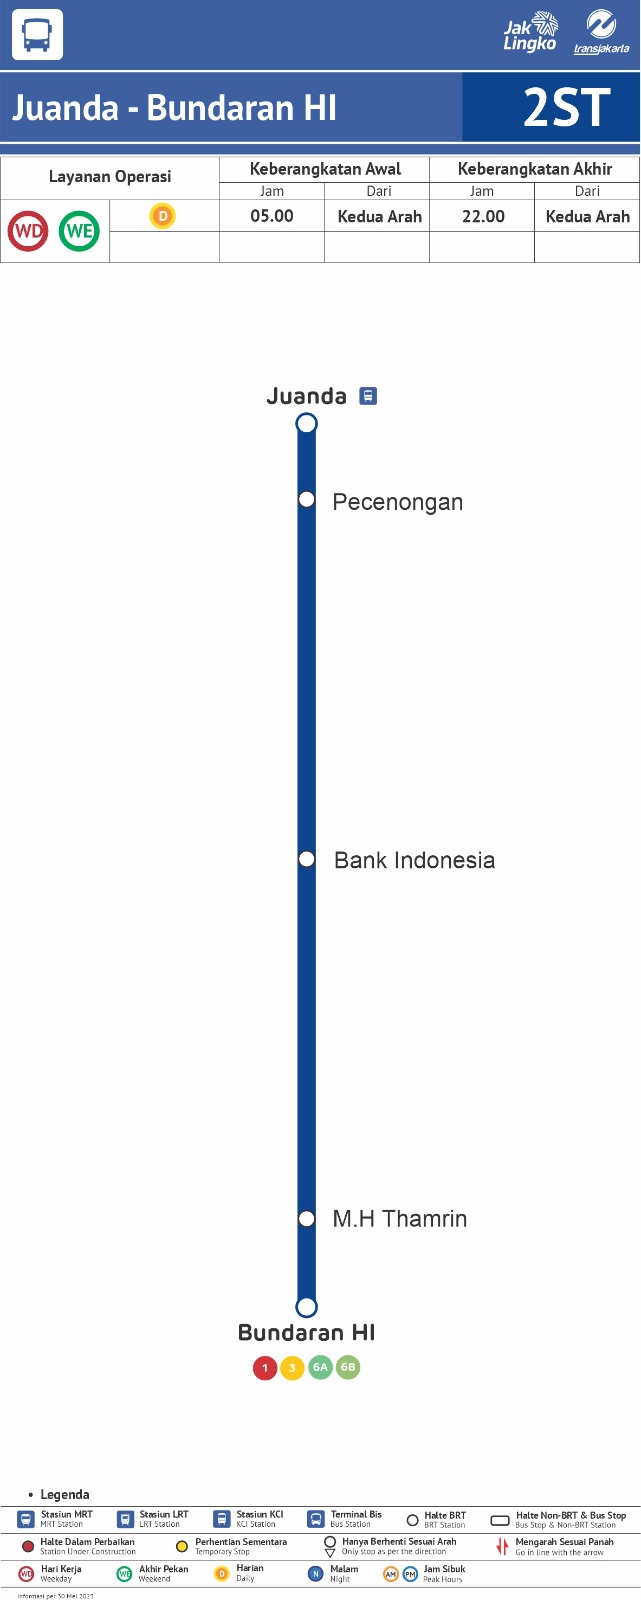 Jak
Lingko
transjakarta
Juanda - Bundaran HI
2ST
Layanan Operasi
Keberangkatan Awal
Keberangkatan Akhir
Jam
Dari
Jam
Dari
WD
WE
D
05.00
Kedua Arah
22.00
Kedua Arah
Juanda
Pecenongan
Bank Indonesia
M.H Thamrin
Bundaran HI
1 3 6A 6B
• Legenda
Stasiun MRT
MRT Station
Stasiun LRT
LRT Station
Stasiun KCI
KCI Station
Terminal Bis
Bus Station
Halte BRT
BRT Station
Halte Non-BRT & Bus Stop
Bus Stop & Non-BRT Station
Halte Dalam Perbaikan
Station Under Construction
Perhentian Sementara
Temporary Stop
Hanya Berhenti Sesuai Arah
Only stop as per the direction
Mengarah Sesuai Panah
Go in line with the arrow
WD
Hari Kerja
Weekday
WE
Akhir Pekan
Weekend
D
Harian
Daily
N
Malam
Night
AM PM
Jam Sibuk
Peak Hours
Informasi per 30 Mei 2023